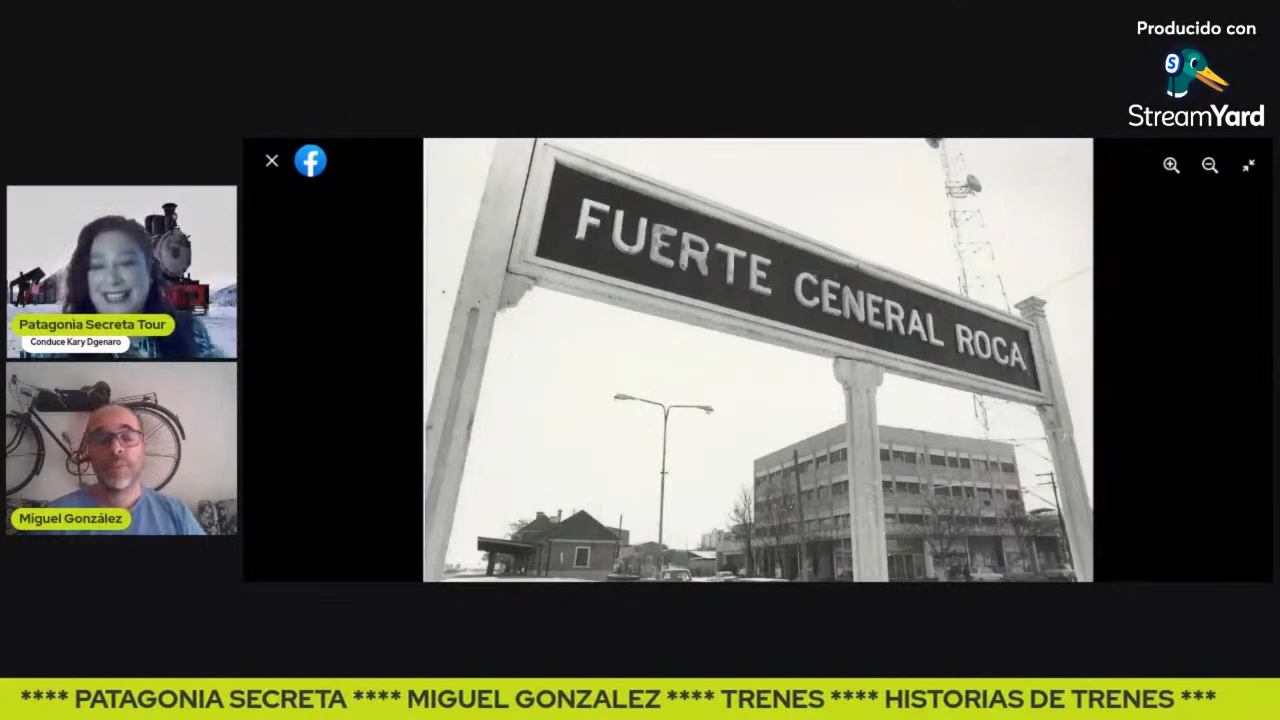 Producido con
StreamYard
FUERTE GENERAL ROCA
Patagonia Secreta Tour
Conduce Kary Dgenaro
Miguel González
**** PATAGONIA SECRETA **** MIGUEL GONZALEZ **** TRENES **** HISTORIAS DE TRENES ***